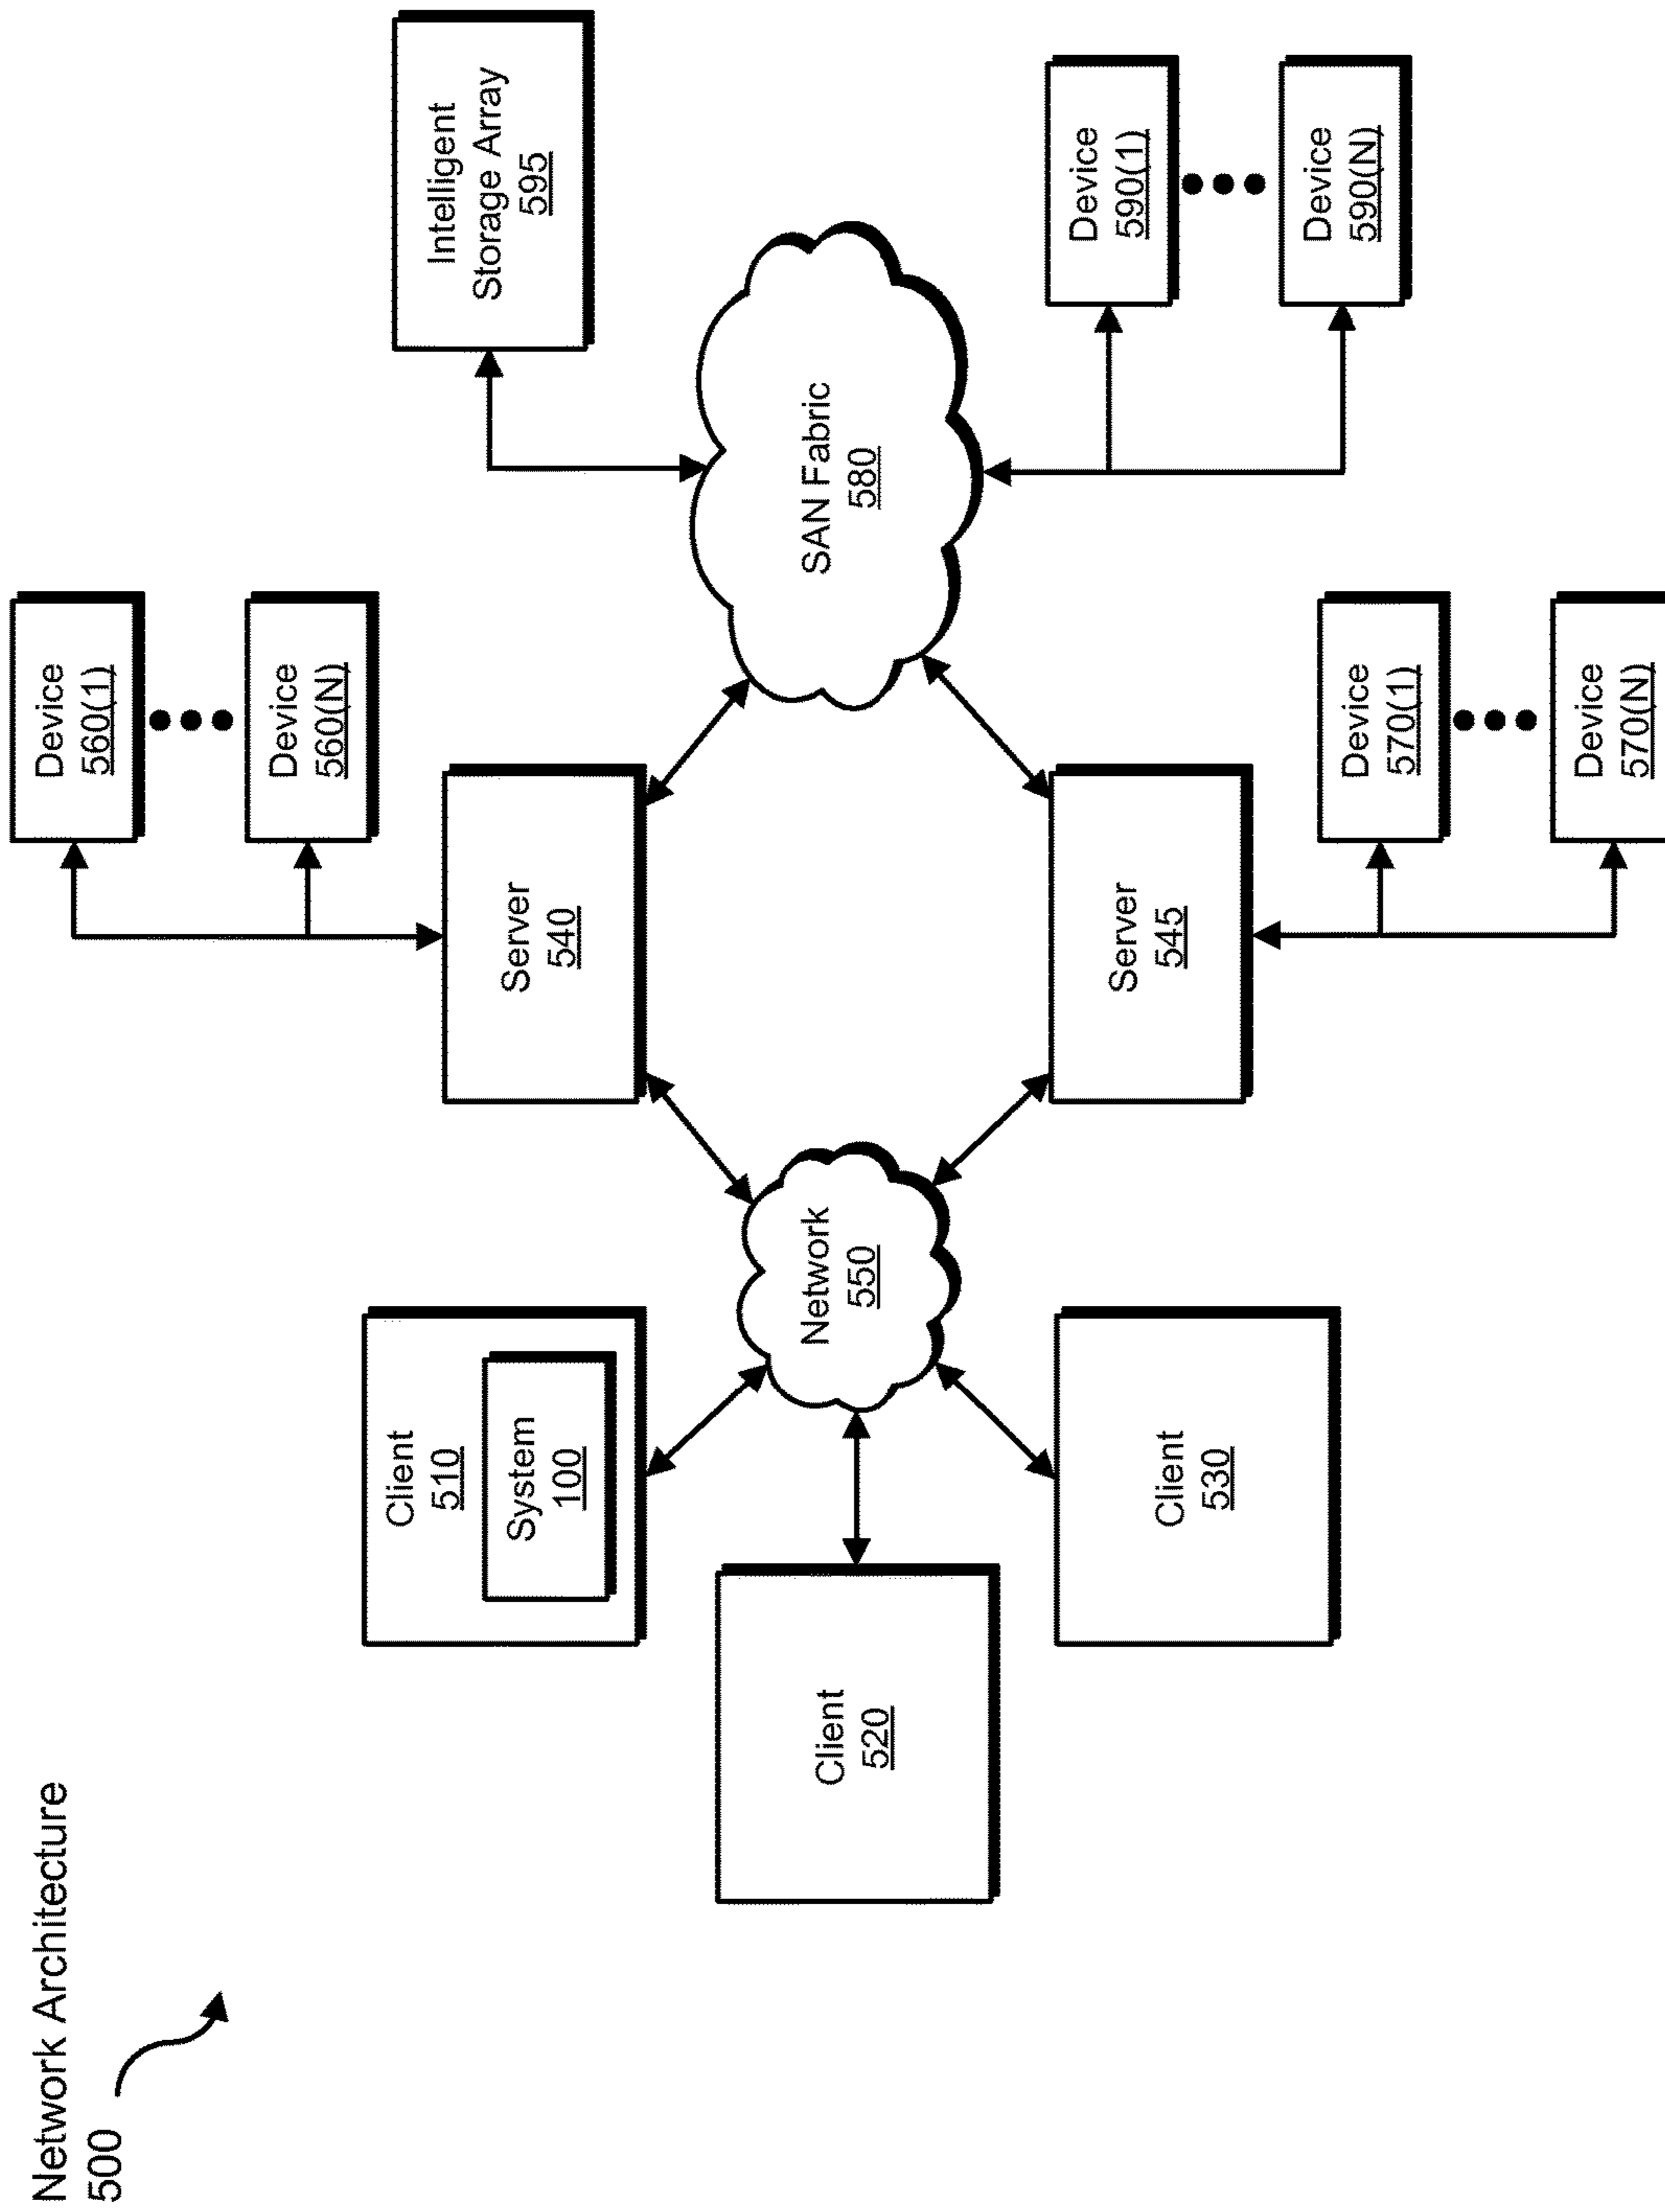 Network Architecture
500
Client
510
System
100
Client
520
Client
530
Network
550
Server
540
Server
545
Device
560(1)
Device
560(N)
Device
570(1)
Device
570(N)
SAN Fabric
580
Intelligent
Storage Array
595
Device
590(1)
Device
590(N)